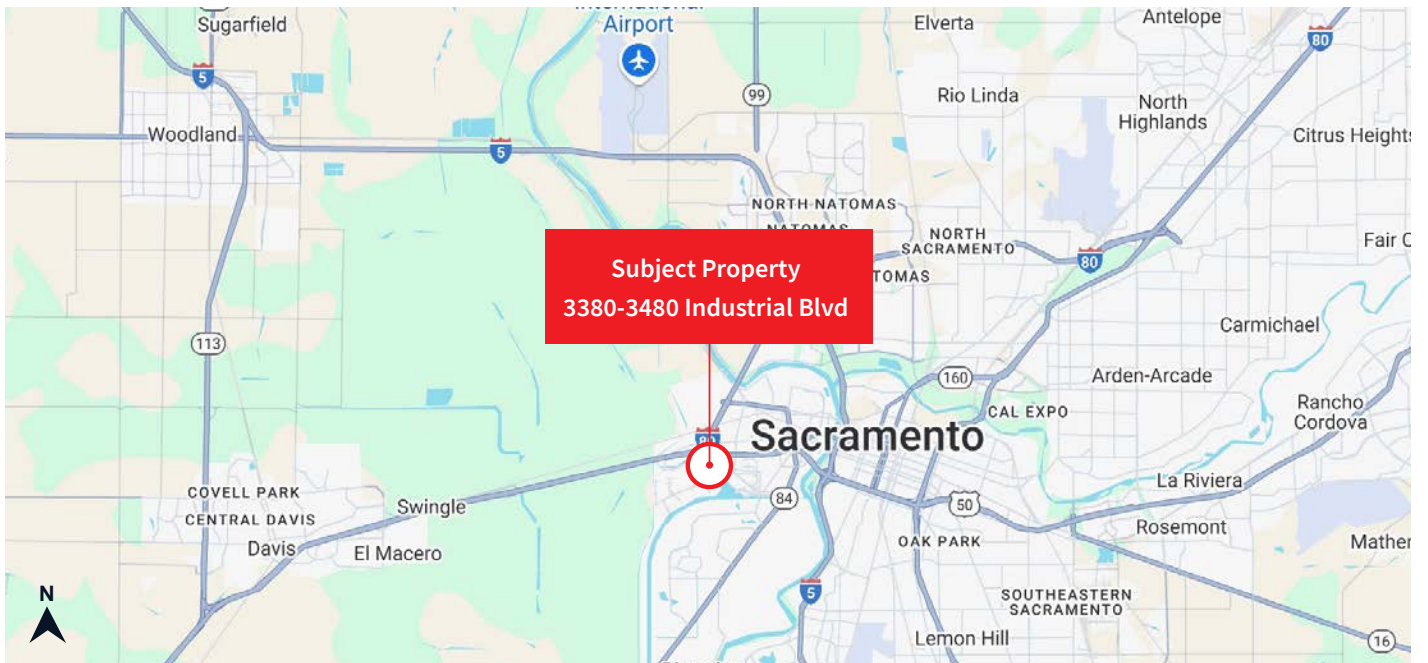 International
Airport
Sugarfield
Elverta
Antelope
80
5
99
Rio Linda
North
Highlands
Woodland
Citrus Heights
5
NORTH NATOMAS
NORTH
SACRAMENTO
80
Fair
Subject Property
3380-3480 Industrial Blvd
113
Carmichael
160
Arden-Arcade
CAL EXPO
Rancho
Cordova
Sacramento
80
COVELL PARK
CENTRAL DAVIS
Swingle
84
50
La Riviera
Rosemont
Davis
El Macero
OAK PARK
Mather
N
5
SOUTHEASTERN
SACRAMENTO
Lemon Hill
16